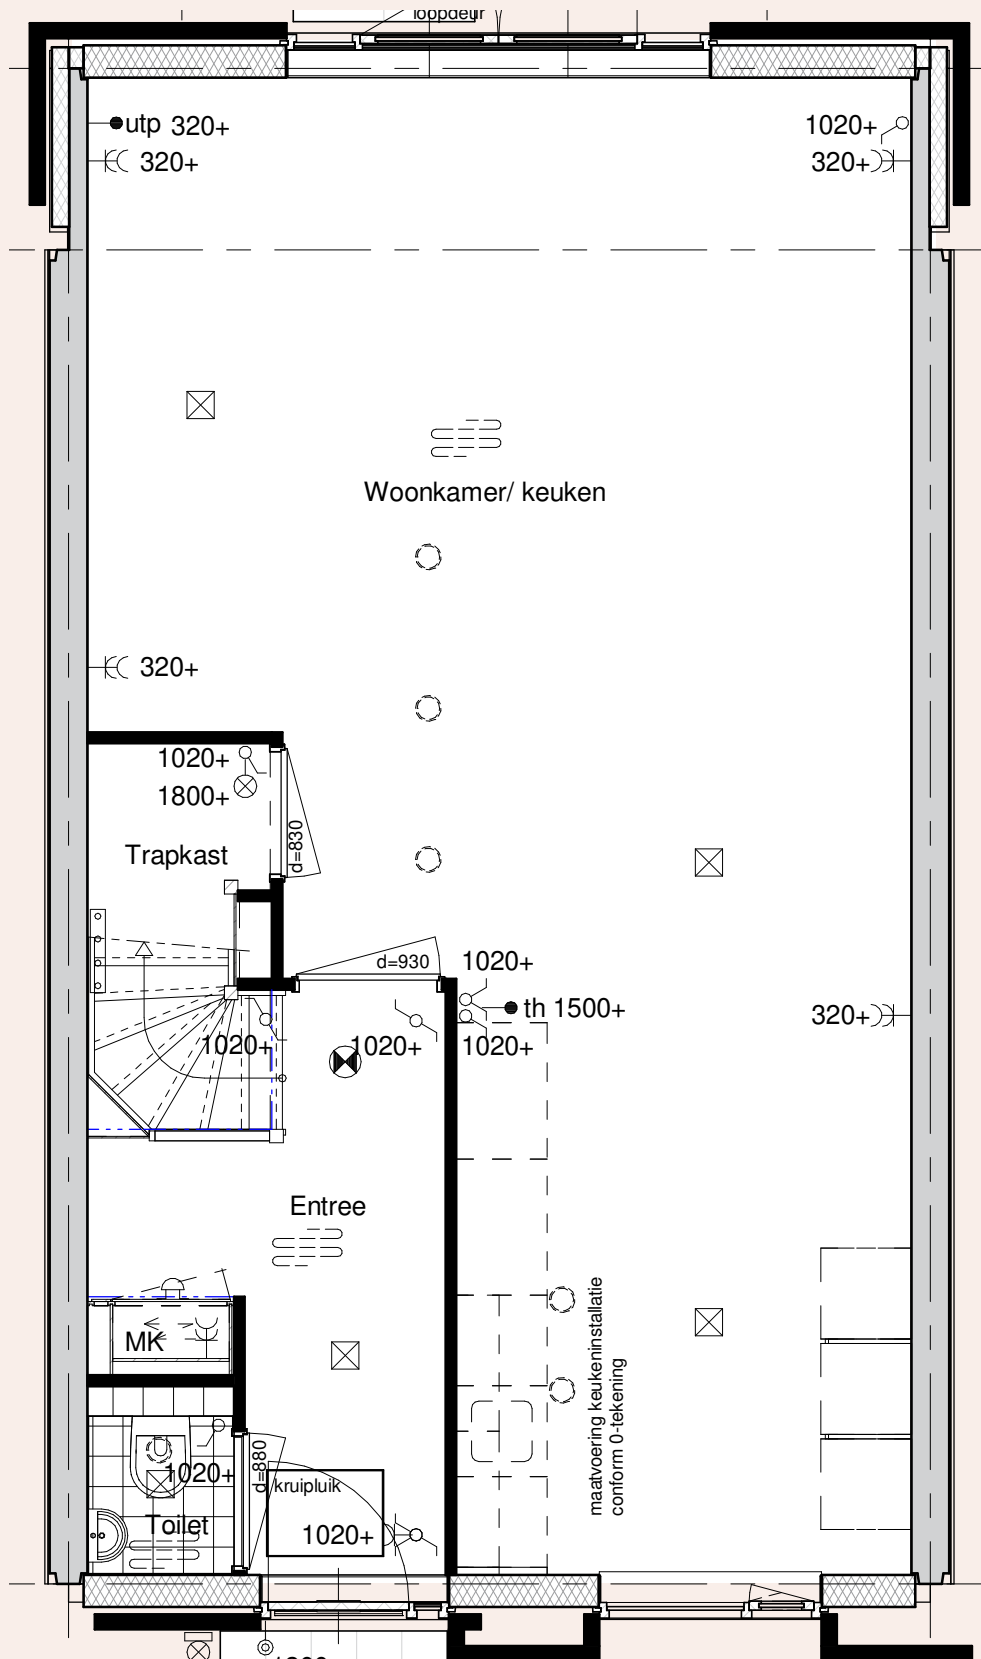 loopdeur
utp 320+
1020+
320+
320+
Woonkamer/ keuken
320+
1020+
1800+
d=830
Trapkast
d=930
1020+
th 1500+
320+
1020+
1020+
1020+
Entree
maatvoering keukeninstallatie
conform 0-tekening
MK
d=880
1020+
kruipluik
Toilet
1020+